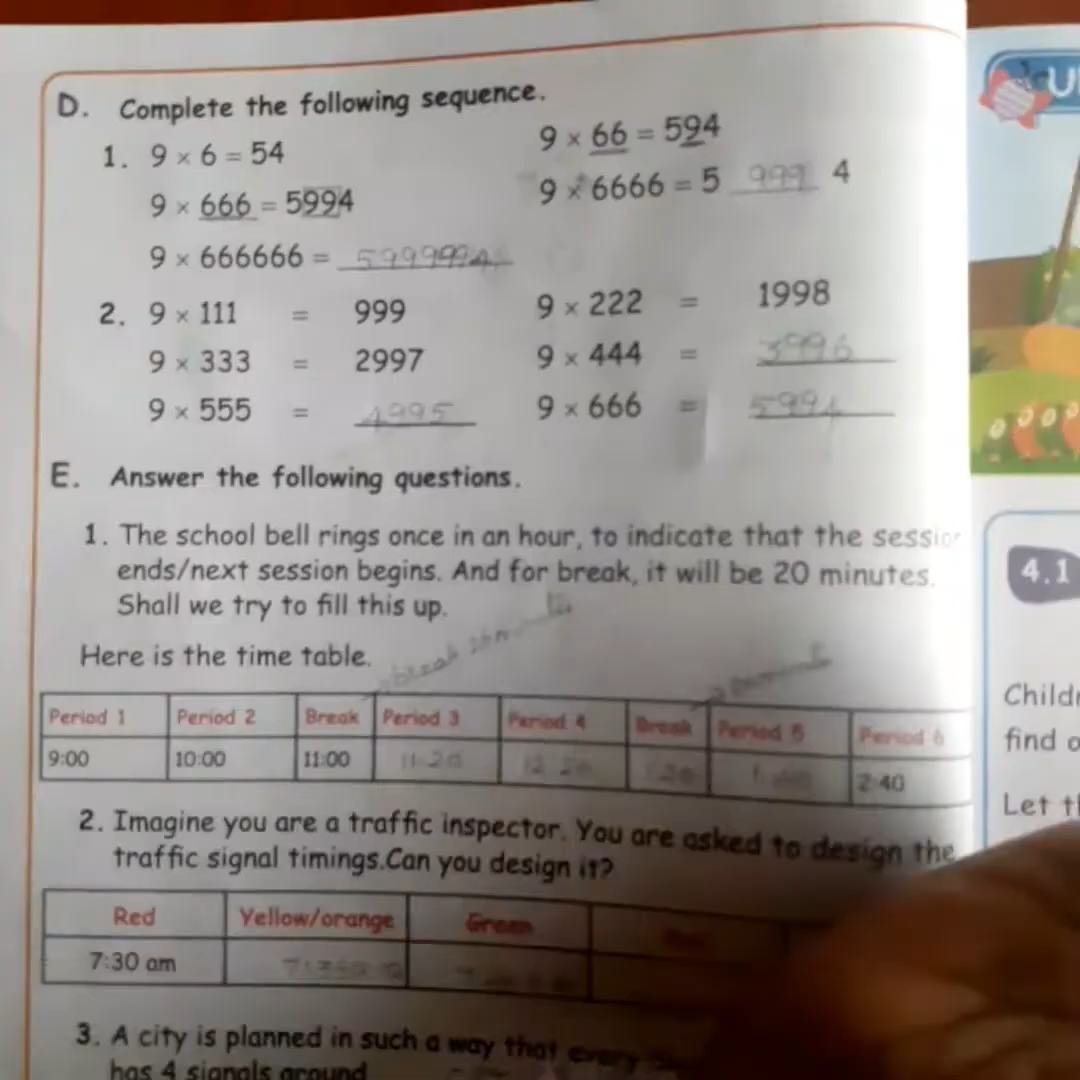 D. Complete the following sequence.
1. 9 × 6 = 54
9 × 66 = 594
9 × 666 = 5994
9 × 6666 = 5 999 4
9 × 666666 =
2. 9 × 111 = 999
9 × 222 = 1998
9 × 333 = 2997
9 × 444 = 3996
9 × 555 = 4995
9 × 666 = 5994
E. Answer the following questions.
1. The school bell rings once in an hour, to indicate that the session
ends/next session begins. And for break, it will be 20 minutes.
Shall we try to fill this up.
Here is the time table.
break
Period 1 Period 2 Break Period 3 Period 4 Break Period 5 Period 6
9:00 10:00 11:00 11.20 12 20 1.20 2:40
2. Imagine you are a traffic inspector. You are asked to design the
traffic signal timings.Can you design it?
Red Yellow/orange Green
7:30 am
3. A city is planned in such a way that every
has 4 signals around
4.1
find
Let